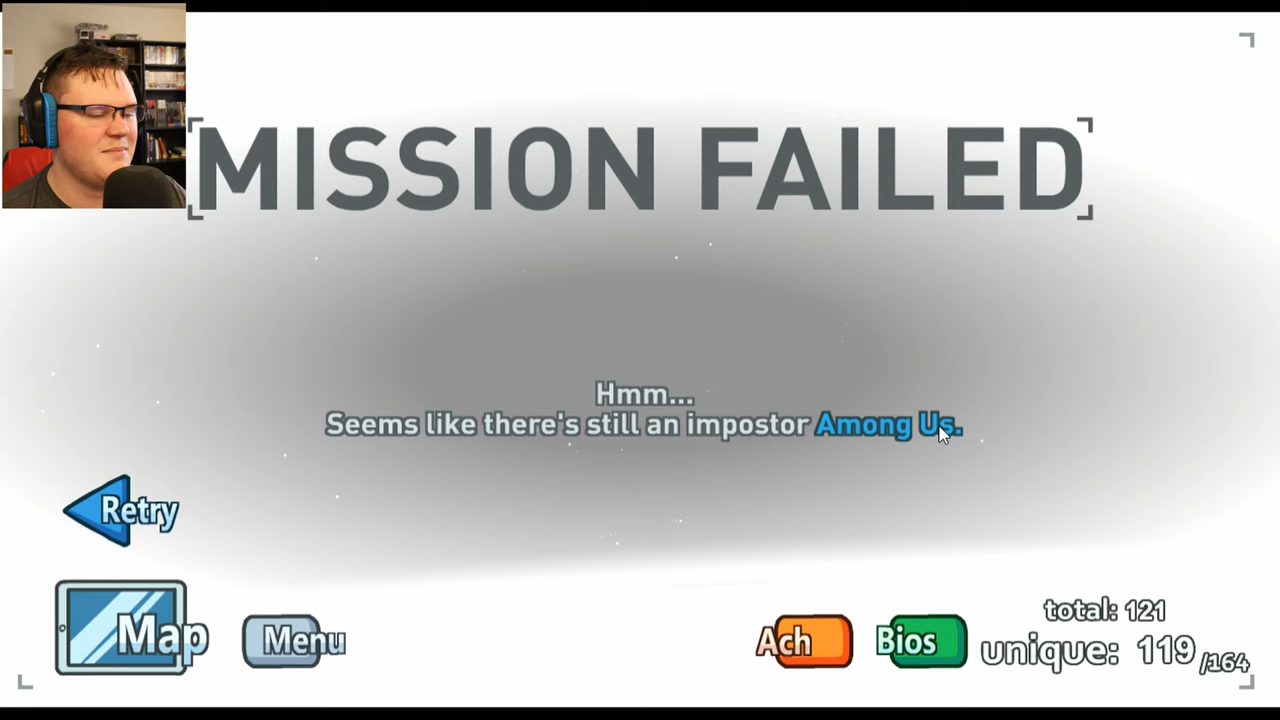 MISSION FAILED
Hmm...
Seems like there's still an impostor Among Us.
Retry
Map
Menu
Ach
Bios
total: 121
unique: 119 /164